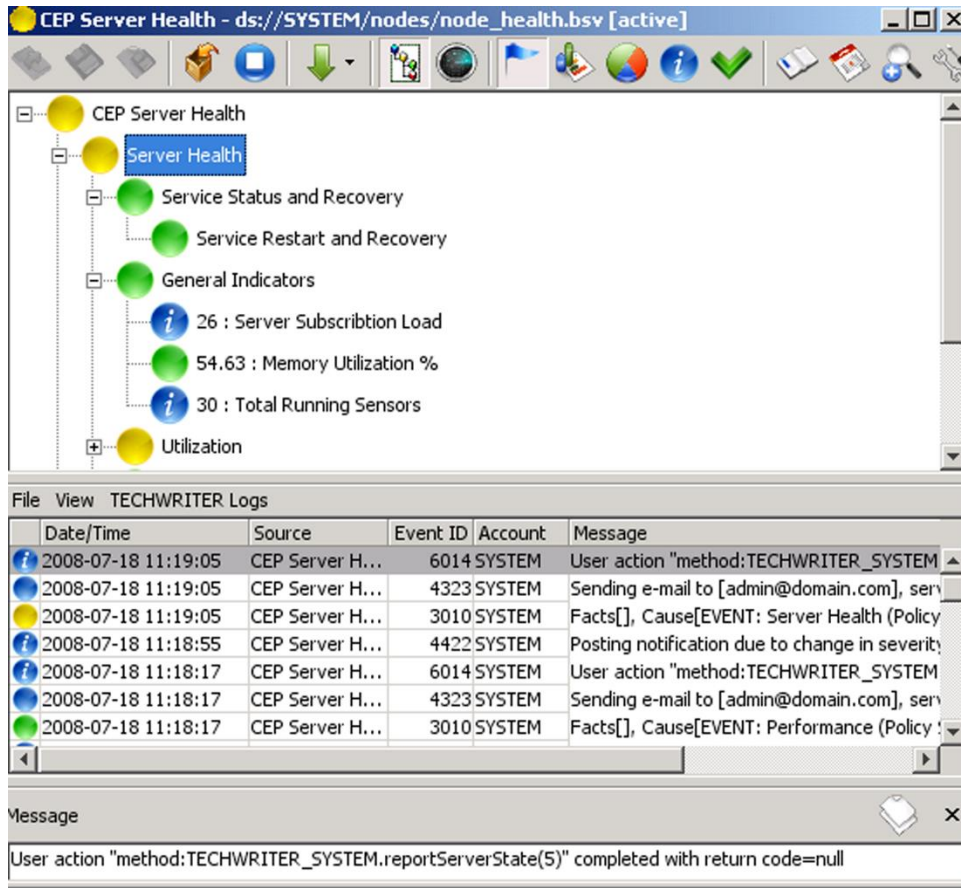 CEP Server Health - ds://SYSTEM/nodes/node_health.bsv [active]
CEP Server Health
Server Health
Service Status and Recovery
Service Restart and Recovery
General Indicators
26 : Server Subscribtion Load
54.63 : Memory Utilization %
30 : Total Running Sensors
Utilization
File View TECHWRITER Logs
Date/Time Source Event ID Account Message
2008-07-18 11:19:05 CEP Server H... 6014 SYSTEM User action "method:TECHWRITER_SYSTEM
2008-07-18 11:19:05 CEP Server H... 4323 SYSTEM Sending e-mail to [admin@domain.com], serv
2008-07-18 11:19:05 CEP Server H... 3010 SYSTEM Facts[], Cause[EVENT: Server Health (Policy
2008-07-18 11:18:55 CEP Server H... 4422 SYSTEM Posting notification due to change in severity
2008-07-18 11:18:17 CEP Server H... 6014 SYSTEM User action "method:TECHWRITER_SYSTEM
2008-07-18 11:18:17 CEP Server H... 4323 SYSTEM Sending e-mail to [admin@domain.com], serv
2008-07-18 11:18:17 CEP Server H... 3010 SYSTEM Facts[], Cause[EVENT: Performance (Policy
Message
User action "method:TECHWRITER_SYSTEM.reportServerState(5)" completed with return code=null